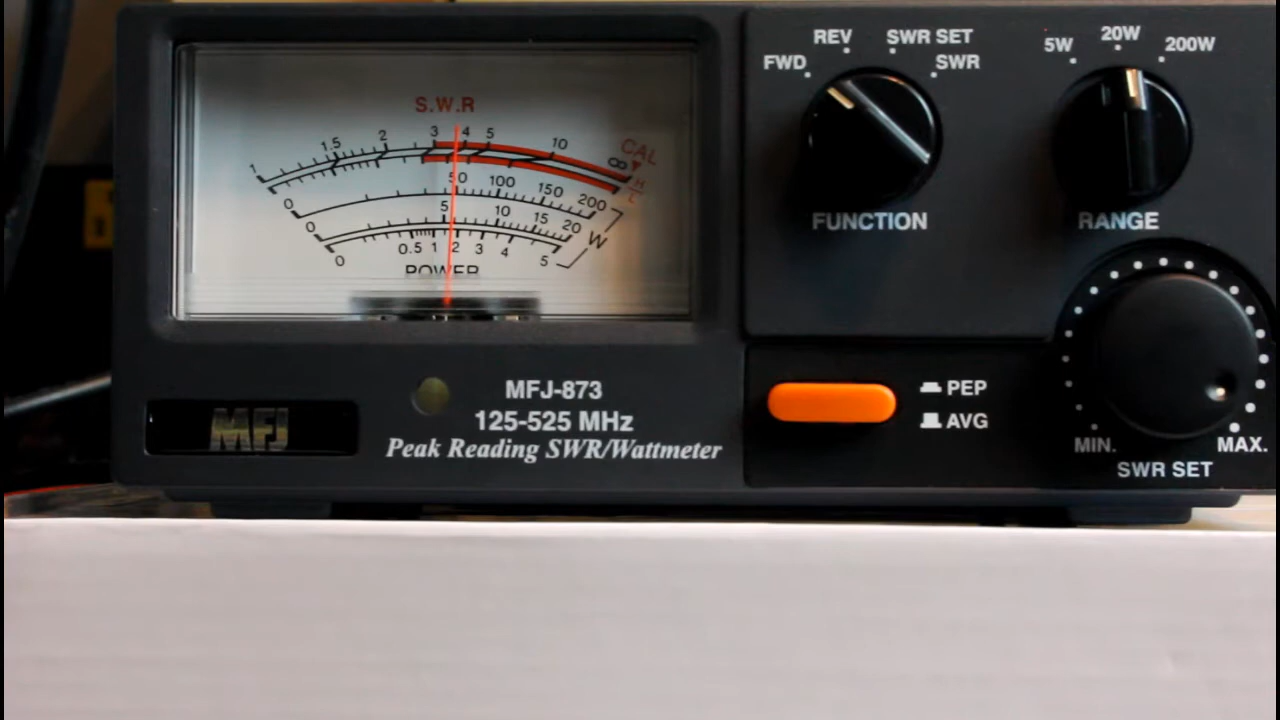 S.W.R
1 1.5 2 3 4 5 10 ∞ CAL
H
L
0 50 100 150 200
0 5 10 15 20 W
0 0.5 1 2 3 4 5
POWER
MFJ
MFJ-873
125-525 MHz
Peak Reading SWR/Wattmeter
FWD REV SWR SET SWR
FUNCTION
5W 20W 200W
RANGE
PEP
AVG
MIN. MAX.
SWR SET